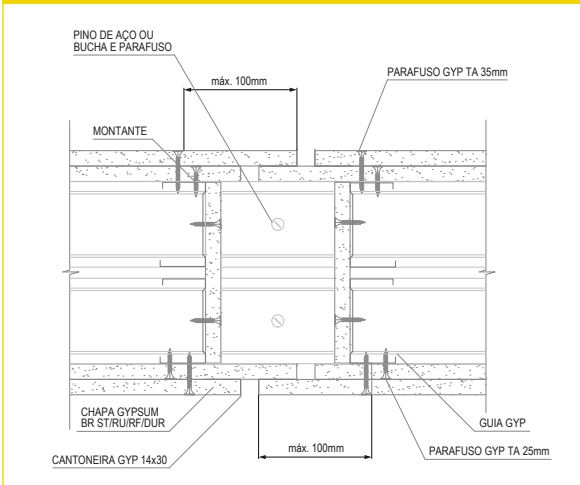 PINO DE AÇO OU
BUCHA E PARAFUSO
máx. 100mm
PARAFUSO GYP TA 35mm
MONTANTE
CHAPA GYPSUM
BR ST/RU/RF/DUR
GUIA GYP
máx. 100mm
PARAFUSO GYP TA 25mm
CANTONEIRA GYP 14x30